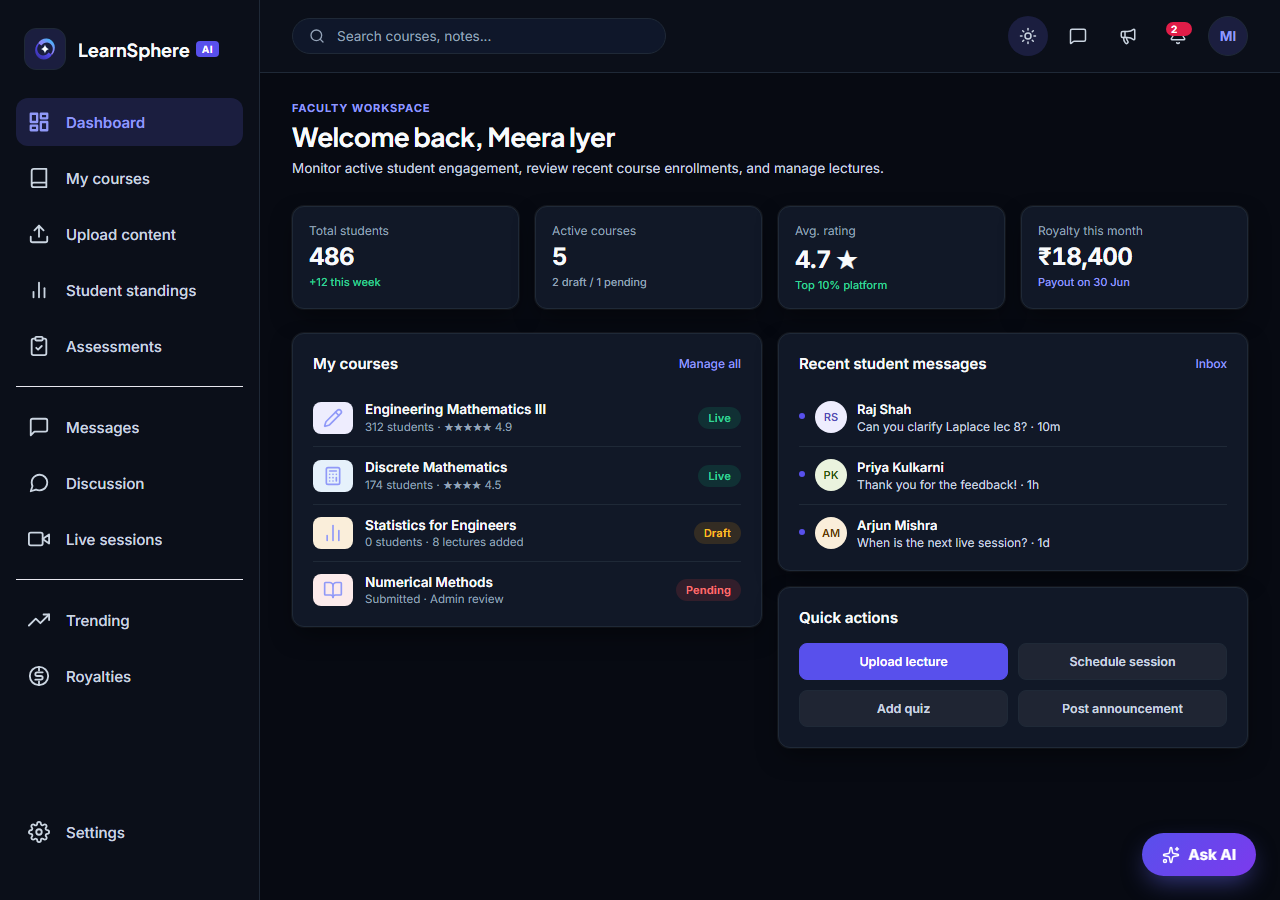 LearnSphere AI
Dashboard
My courses
Upload content
Student standings
Assessments
Messages
Discussion
Live sessions
Trending
Royalties
Settings
Search courses, notes...
2
MI
FACULTY WORKSPACE
Welcome back, Meera Iyer
Monitor active student engagement, review recent course enrollments, and manage lectures.
Total students
486
+12 this week
Active courses
5
2 draft / 1 pending
Avg. rating
4.7 ★
Top 10% platform
Royalty this month
₹18,400
Payout on 30 Jun
My courses
Manage all
Engineering Mathematics III
312 students · ★★★★★ 4.9
Live
Discrete Mathematics
174 students · ★★★★ 4.5
Live
Statistics for Engineers
0 students · 8 lectures added
Draft
Numerical Methods
Submitted · Admin review
Pending
Recent student messages
Inbox
RS
Raj Shah
Can you clarify Laplace lec 8? · 10m
PK
Priya Kulkarni
Thank you for the feedback! · 1h
AM
Arjun Mishra
When is the next live session? · 1d
Quick actions
Upload lecture
Schedule session
Add quiz
Post announcement
Ask AI